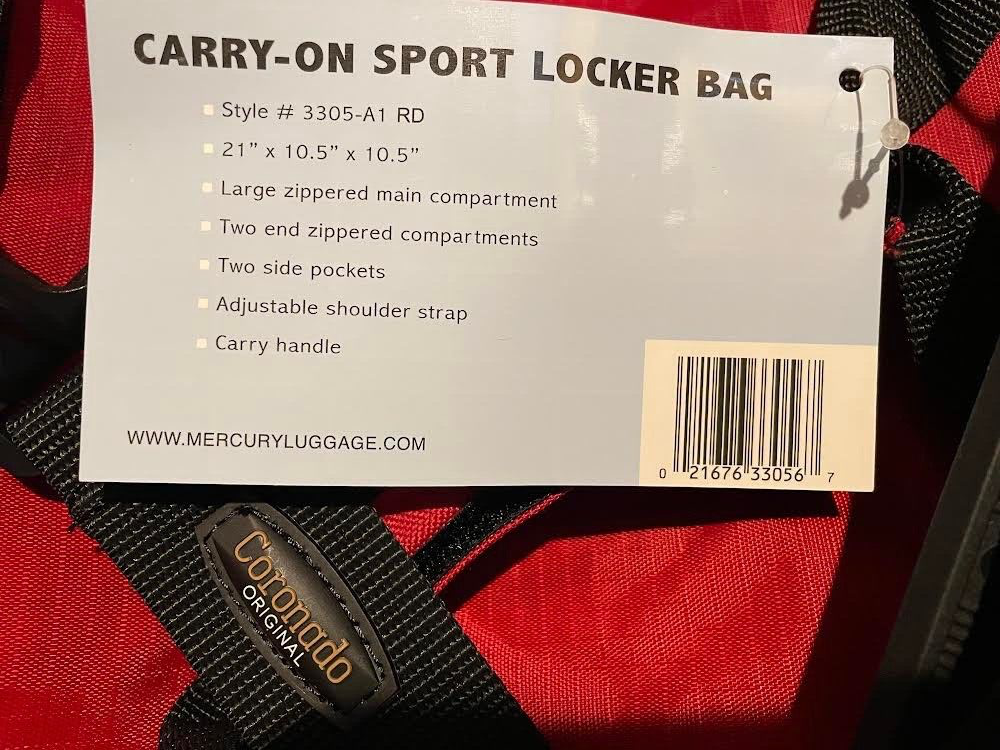 CARRY-ON SPORT LOCKER BAG
Style # 3305-A1 RD
21” x 10.5” x 10.5”
Large zippered main compartment
Two end zippered compartments
Two side pockets
Adjustable shoulder strap
Carry handle
WWW.MERCURYLUGGAGE.COM
0 21676 33056 7
Coronado
ORIGINAL